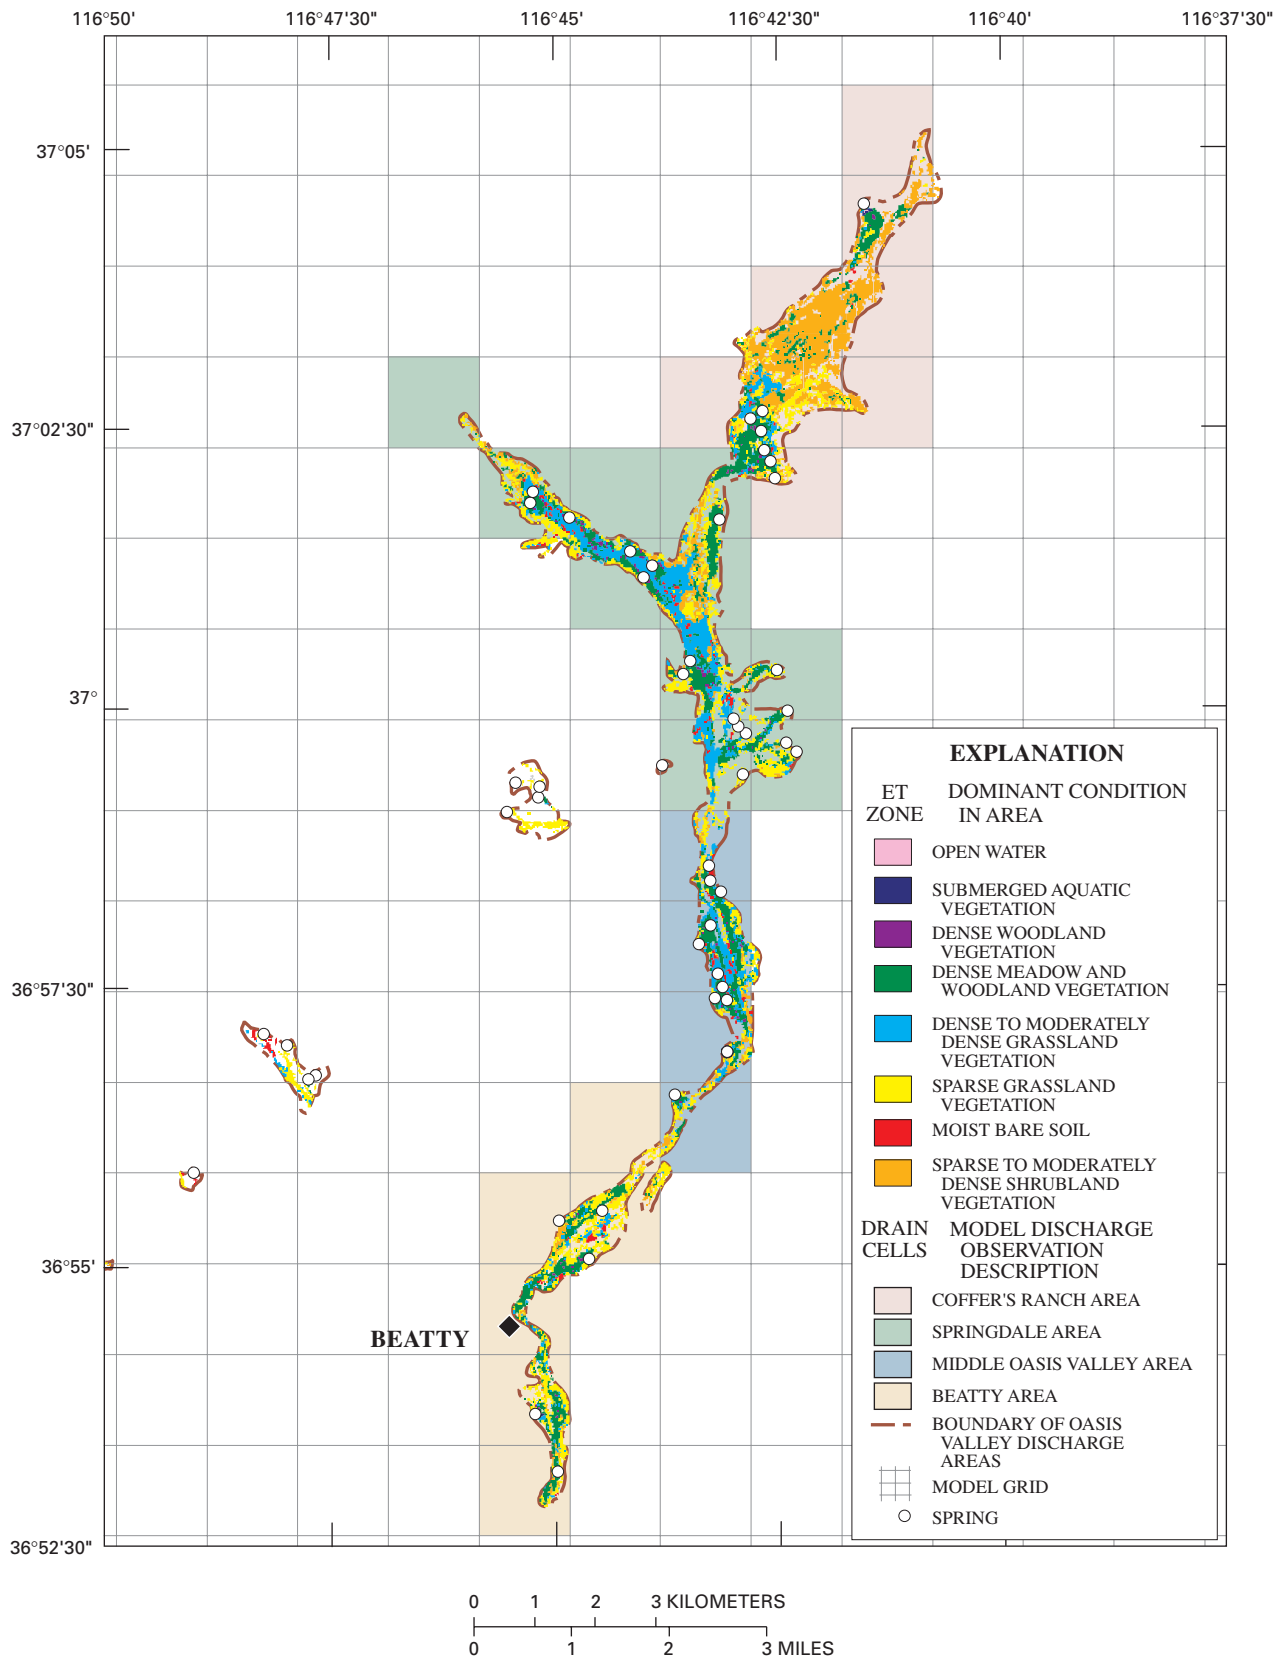 116°50' 116°47'30" 116°45' 116°42'30" 116°40' 116°37'30"
37°05'
37°02'30"
37°
36°57'30"
36°55'
36°52'30"
BEATTY
EXPLANATION
ET ZONE
DOMINANT CONDITION
IN AREA
OPEN WATER
SUBMERGED AQUATIC
VEGETATION
DENSE WOODLAND
VEGETATION
DENSE MEADOW AND
WOODLAND VEGETATION
DENSE TO MODERATELY
DENSE GRASSLAND
VEGETATION
SPARSE GRASSLAND
VEGETATION
MOIST BARE SOIL
SPARSE TO MODERATELY
DENSE SHRUBLAND
VEGETATION
DRAIN CELLS
MODEL DISCHARGE
OBSERVATION
DESCRIPTION
COFFER'S RANCH AREA
SPRINGDALE AREA
MIDDLE OASIS VALLEY AREA
BEATTY AREA
BOUNDARY OF OASIS
VALLEY DISCHARGE
AREAS
MODEL GRID
SPRING
0 1 2 3 KILOMETERS
0 1 2 3 MILES